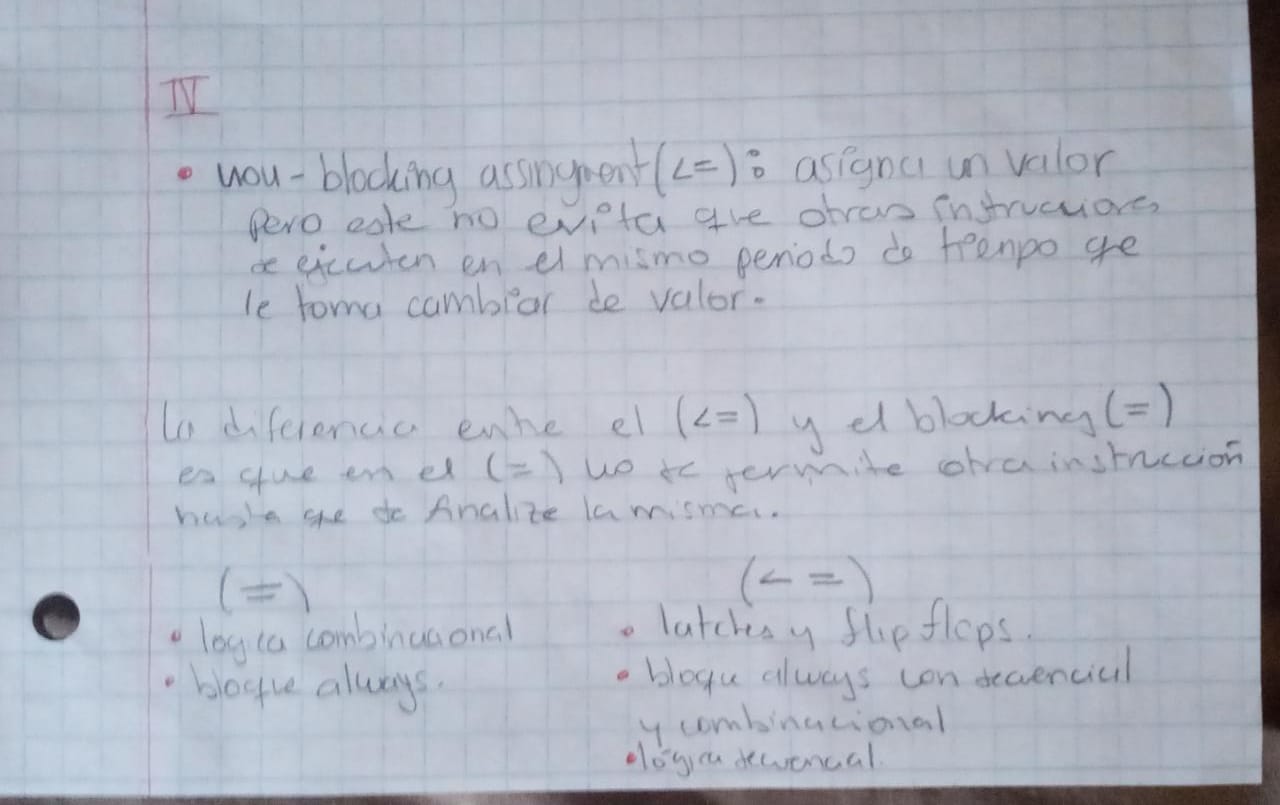 IV
• non-blocking assingment (<=): asigna un valor
pero este no evita que otras instrucciones
se ejecuten en el mismo periodo de tiempo que
le toma cambiar de valor.
La diferencia entre el (<=) y el blocking (=)
es que en el (=) no se permite otra instrucción
hasta que se finalize la misma.
(=)
• logica combinacional
• bloque always.
(<=)
• latches y flip flops.
• bloque always con secuencial
y combinacional
• lógica secuencial.